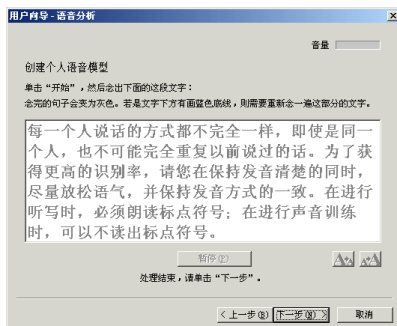 用户向导 - 语音分析
音量
创建个人语音模型
单击“开始”，然后念出下面的这段文字：
念完的句子会变为灰色。若是文字下方有画蓝色底线，则需要重新念一遍这部分的文字。
每一个人说话的方式都不完全一样，即使是同一
个人，也不可能完全重复以前说过的话。为了获
得更高的识别率，请您在保持发音清楚的同时，
尽量放松语气，并保持发音方式的一致。在进行
听写时，必须朗读标点符号；在进行声音训练
时，可以不读出标点符号。
暂停(P)
处理结束，请单击“下一步”。
< 上一步(B) 下一步(N) > 取消